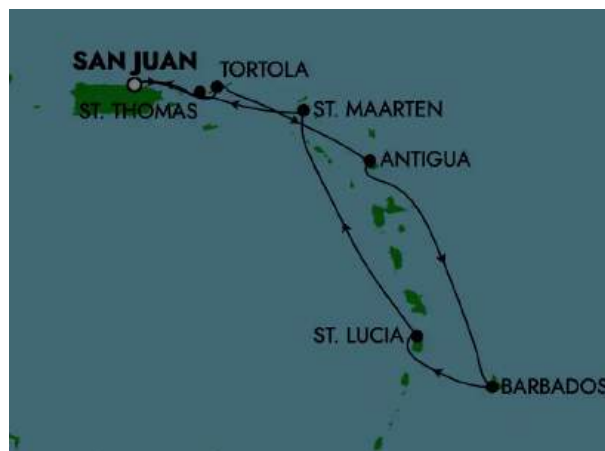 SAN JUAN
TORTOLA
ST. THOMAS
ST. MAARTEN
ANTIGUA
ST. LUCIA
BARBADOS